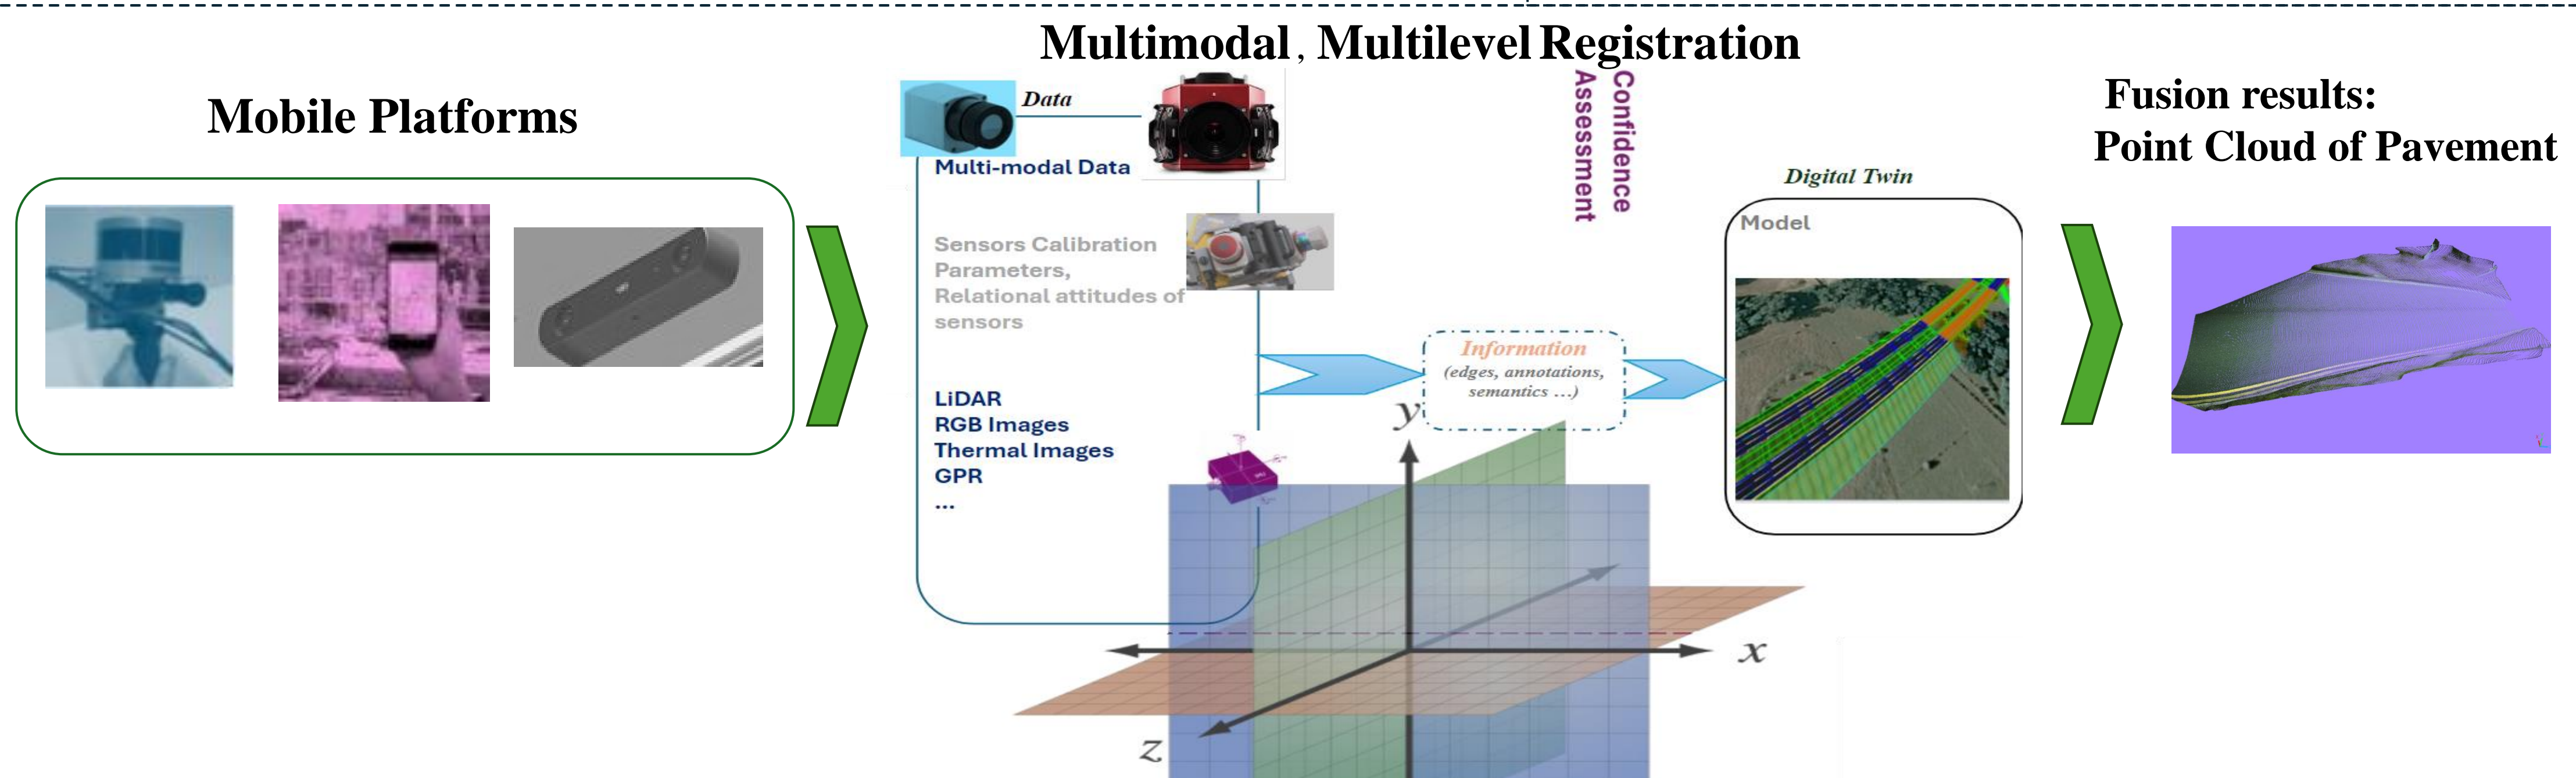 Multimodal, Multilevel Registration
Mobile Platforms
Data
Multi-modal Data
Sensors Calibration
Parameters,
Relational attitudes of
sensors
LiDAR
RGB Images
Thermal Images
GPR
...
Confidence
Assessment
Information
(edges, annotations,
semantics ...)
y
x
z
Digital Twin
Model
Fusion results:
Point Cloud of Pavement